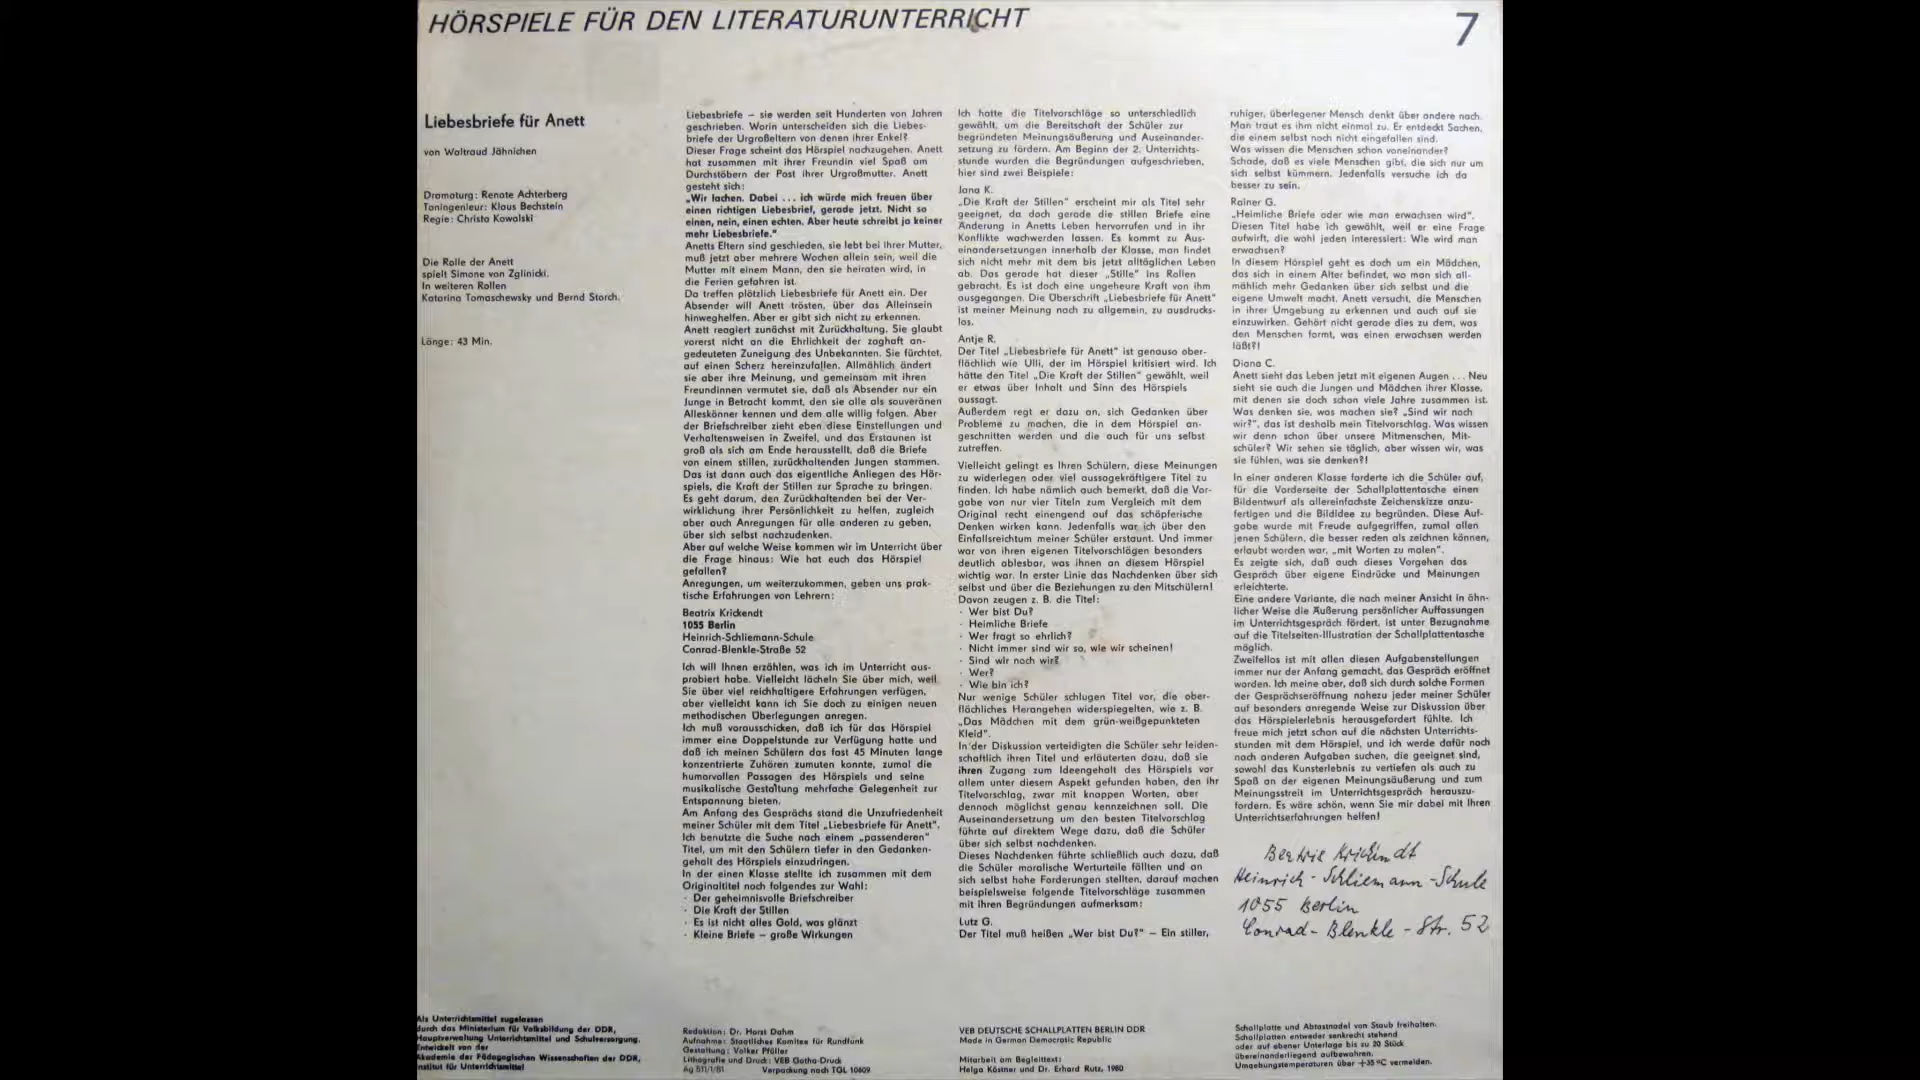 HÖRSPIELE FÜR DEN LITERATURUNTERRICHT
7
Liebesbriefe für Anett
von Waltraud Jähnichen
Dramaturg: Renate Achterberg
Toningenieur: Klaus Bechstein
Regie: Christa Kowalski
Die Rolle der Anett
spielt Simone von Zglinicki.
In weiteren Rollen
Katarina Tomaschewsky und Bernd Storch.
Länge: 43 Min.
Liebesbriefe – sie werden seit Hunderten von Jahren
geschrieben. Worin unterscheiden sich die Liebes-
briefe der Urgroßeltern von denen ihrer Enkel?
Dieser Frage scheint das Hörspiel nachzugehen. Anett
hat zusammen mit ihrer Freundin viel Spaß am
Durchstöbern der Post ihrer Urgroßmutter. Anett
gesteht sich:
„Wir lachen. Dabei ... ich würde mich freuen über
einen richtigen Liebesbrief, gerade jetzt. Nicht so
einen, nein, einen echten. Aber heute schreibt ja keiner
mehr Liebesbriefe."
Anetts Eltern sind geschieden, sie lebt bei ihrer Mutter,
muß jetzt aber mehrere Wochen allein sein, weil die
Mutter mit einem Mann, den sie heiraten wird, in
die Ferien gefahren ist.
Da treffen plötzlich Liebesbriefe für Anett ein. Der
Absender will Anett trösten, über das Alleinsein
hinweghelfen. Aber er gibt sich nicht zu erkennen.
Anett reagiert zunächst mit Zurückhaltung. Sie glaubt
vorerst nicht an die Ehrlichkeit der zaghaft an-
gedeuteten Zuneigung des Unbekannten. Sie fürchtet,
auf einen Scherz hereinzufallen. Allmählich ändert
sie aber ihre Meinung, und gemeinsam mit ihren
Freundinnen vermutet sie, daß als Absender nur ein
Junge in Betracht kommt, den sie alle als souveränen
Alleskönner kennen und dem alle willig folgen. Aber
der Briefschreiber zieht eben diese Einstellungen und
Verhaltensweisen in Zweifel, und das Erstaunen ist
groß als sich am Ende herausstellt, daß die Briefe
von einem stillen, zurückhaltenden Jungen stammen.
Das ist dann auch das eigentliche Anliegen des Hör-
spiels, die Kraft der Stillen zur Sprache zu bringen.
Es geht darum, den Zurückhaltenden bei der Ver-
wirklichung ihrer Persönlichkeit zu helfen, zugleich
aber auch Anregungen für alle anderen zu geben,
über sich selbst nachzudenken.
Aber auf welche Weise kommen wir im Unterricht über
die Frage hinaus: Wie hat euch das Hörspiel
gefallen?
Anregungen, um weiterzukommen, geben uns prak-
tische Erfahrungen von Lehrern:
Beatrix Krickendt
1055 Berlin
Heinrich-Schliemann-Schule
Conrad-Blenkle-Straße 52
Ich will Ihnen erzählen, was ich im Unterricht aus-
probiert habe. Vielleicht lächeln Sie über mich, weil
Sie über viel reichhaltigere Erfahrungen verfügen,
aber vielleicht kann ich Sie doch zu einigen neuen
methodischen Überlegungen anregen.
Ich muß vorausschicken, daß ich für das Hörspiel
immer eine Doppelstunde zur Verfügung hatte und
daß ich meinen Schülern das fast 45 Minuten lange
konzentrierte Zuhören zumuten konnte, zumal die
humorvollen Passagen des Hörspiels und seine
musikalische Gestaltung mehrfache Gelegenheit zur
Entspannung bieten.
Am Anfang des Gesprächs stand die Unzufriedenheit
meiner Schüler mit dem Titel „Liebesbriefe für Anett".
Ich benutzte die Suche nach einem „passenderen"
Titel, um mit den Schülern tiefer in den Gedanken-
gehalt des Hörspiels einzudringen.
In der einen Klasse stellte ich zusammen mit dem
Originaltitel noch folgendes zur Wahl:
· Der geheimnisvolle Briefschreiber
· Die Kraft der Stillen
· Es ist nicht alles Gold, was glänzt
· Kleine Briefe – große Wirkungen
Ich hatte die Titelvorschläge so unterschiedlich
gewählt, um die Bereitschaft der Schüler zur
begründeten Meinungsäußerung und Auseinander-
setzung zu fördern. Am Beginn der 2. Unterrichts-
stunde wurden die Begründungen aufgeschrieben,
hier sind zwei Beispiele:
Jana K.
„Die Kraft der Stillen" erscheint mir als Titel sehr
geeignet, da doch gerade die stillen Briefe eine
Änderung in Anetts Leben hervorrufen und in ihr
Konflikte wachwerden lassen. Es kommt zu Aus-
einandersetzungen innerhalb der Klasse, man findet
sich nicht mehr mit dem bis jetzt alltäglichen Leben
ab. Das gerade hat dieser „Stille" ins Rollen
gebracht. Es ist doch eine ungeheure Kraft von ihm
ausgegangen. Die Überschrift „Liebesbriefe für Anett"
ist meiner Meinung nach zu allgemein, zu ausdrucks-
los.
Antje R.
Der Titel „Liebesbriefe für Anett" ist genauso ober-
flächlich wie Ulli, der im Hörspiel kritisiert wird. Ich
hätte den Titel „Die Kraft der Stillen" gewählt, weil
er etwas über Inhalt und Sinn des Hörspiels
aussagt.
Außerdem regt er dazu an, sich Gedanken über
Probleme zu machen, die in dem Hörspiel an-
geschnitten werden und die auch für uns selbst
zutreffen.
Vielleicht gelingt es Ihren Schülern, diese Meinungen
zu widerlegen oder viel aussagekräftigere Titel zu
finden. Ich habe nämlich auch bemerkt, daß die Vor-
gabe von nur vier Titeln zum Vergleich mit dem
Original recht einengend auf das schöpferische
Denken wirken kann. Jedenfalls war ich über den
Einfallsreichtum meiner Schüler erstaunt. Und immer
war von ihren eigenen Titelvorschlägen besonders
deutlich ablesbar, was ihnen an diesem Hörspiel
wichtig war. In erster Linie das Nachdenken über sich
selbst und über die Beziehungen zu den Mitschülern!
Davon zeugen z. B. die Titel:
· Wer bist Du?
· Heimliche Briefe
· Wer fragt so ehrlich?
· Nicht immer sind wir so, wie wir scheinen!
· Sind wir noch wir?
· Wer?
· Wie bin ich?
Nur wenige Schüler schlugen Titel vor, die ober-
flächliches Herangehen widerspiegelten, wie z. B.
„Das Mädchen mit dem grün-weißgepunkteten
Kleid".
In der Diskussion verteidigten die Schüler sehr leiden-
schaftlich ihren Titel und erläuterten dazu, daß sie
ihren Zugang zum Ideengehalt des Hörspiels vor
allem unter diesem Aspekt gefunden haben, den ihr
Titelvorschlag, zwar mit knappen Worten, aber
dennoch möglichst genau kennzeichnen soll. Die
Auseinandersetzung um den besten Titelvorschlag
führte auf direktem Wege dazu, daß die Schüler
über sich selbst nachdenken.
Dieses Nachdenken führte schließlich auch dazu, daß
die Schüler moralische Werturteile fällten und an
sich selbst hohe Forderungen stellten, darauf machen
beispielsweise folgende Titelvorschläge zusammen
mit ihren Begründungen aufmerksam:
Lutz G.
Der Titel muß heißen „Wer bist Du?" – Ein stiller,
ruhiger, überlegener Mensch denkt über andere nach.
Man traut es ihm nicht einmal zu. Er entdeckt Sachen,
die einem selbst noch nicht eingefallen sind.
Was wissen die Menschen schon voneinander?
Schade, daß es viele Menschen gibt, die sich nur um
sich selbst kümmern. Jedenfalls versuche ich da
besser zu sein.
Rainer G.
„Heimliche Briefe oder wie man erwachsen wird".
Diesen Titel habe ich gewählt, weil er eine Frage
aufwirft, die wohl jeden interessiert: Wie wird man
erwachsen?
In diesem Hörspiel geht es doch um ein Mädchen,
das sich in einem Alter befindet, wo man sich all-
mählich mehr Gedanken über sich selbst und die
eigene Umwelt macht. Anett versucht, die Menschen
in ihrer Umgebung zu erkennen und auch auf sie
einzuwirken. Gehört nicht gerade dies zu dem, was
den Menschen formt, was einen erwachsen werden
läßt?!
Diana C.
Anett sieht das Leben jetzt mit eigenen Augen ... Neu
sieht sie auch die Jungen und Mädchen ihrer Klasse,
mit denen sie doch schon viele Jahre zusammen ist.
Was denken sie, was machen sie? „Sind wir noch
wir?", das ist deshalb mein Titelvorschlag. Was wissen
wir denn schon über unsere Mitmenschen, Mit-
schüler? Wir sehen sie täglich, aber wissen wir, was
sie fühlen, was sie denken?!
In einer anderen Klasse forderte ich die Schüler auf,
für die Vorderseite der Schallplattentasche einen
Bildentwurf als allereinfachste Zeichenskizze anzu-
fertigen und die Bildidee zu begründen. Diese Auf-
gabe wurde mit Freude aufgegriffen, zumal allen
jenen Schülern, die besser reden als zeichnen können,
erlaubt worden war, „mit Worten zu malen".
Es zeigte sich, daß auch dieses Vorgehen das
Gespräch über eigene Eindrücke und Meinungen
erleichterte.
Eine andere Variante, die nach meiner Ansicht in ähn-
licher Weise die Äußerung persönlicher Auffassungen
im Unterrichtsgespräch fördert, ist unter Bezugnahme
auf die Titelseiten-Illustration der Schallplattentasche
möglich.
Zweifellos ist mit allen diesen Aufgabenstellungen
immer nur der Anfang gemacht, das Gespräch eröffnet
worden. Ich meine aber, daß sich durch solche Formen
der Gesprächseröffnung nahezu jeder meiner Schüler
auf besonders anregende Weise zur Diskussion über
das Hörspielerlebnis herausgefordert fühlte. Ich
freue mich jetzt schon auf die nächsten Unterrichts-
stunden mit dem Hörspiel, und ich werde dafür noch
nach anderen Aufgaben suchen, die geeignet sind,
sowohl das Kunsterlebnis zu vertiefen als auch zu
Spaß an der eigenen Meinungsäußerung und zum
Meinungsstreit im Unterrichtsgespräch herauszu-
fordern. Es wäre schön, wenn Sie mir dabei mit Ihren
Unterrichtserfahrungen helfen!
Beatrix Krickendt
Heinrich-Schliemann-Schule
1055 Berlin
Conrad-Blenkle-Str. 52
Als Unterrichtsmittel zugelassen
durch das Ministerium für Volksbildung der DDR,
Hauptverwaltung Unterrichtsmittel und Schulversorgung.
Entwickelt von der
Akademie der Pädagogischen Wissenschaften der DDR,
Institut für Unterrichtsmittel
Redaktion: Dr. Horst Dahm
Aufnahme: Staatliches Komitee für Rundfunk
Gestaltung: Volker Pfüller
Lithografie und Druck: VEB Gotha-Druck
Ag 511/1/81 Verpackung nach TGL 10609
VEB DEUTSCHE SCHALLPLATTEN BERLIN DDR
Made in German Democratic Republic
Mitarbeit am Begleittext:
Helga Köstner und Dr. Erhard Rutz, 1980
Schallplatte und Abtastnadel von Staub freihalten.
Schallplatten entweder senkrecht stehend
oder auf ebener Unterlage bis zu 20 Stück
übereinanderliegend aufbewahren.
Umgebungstemperaturen über +35 °C vermeiden.